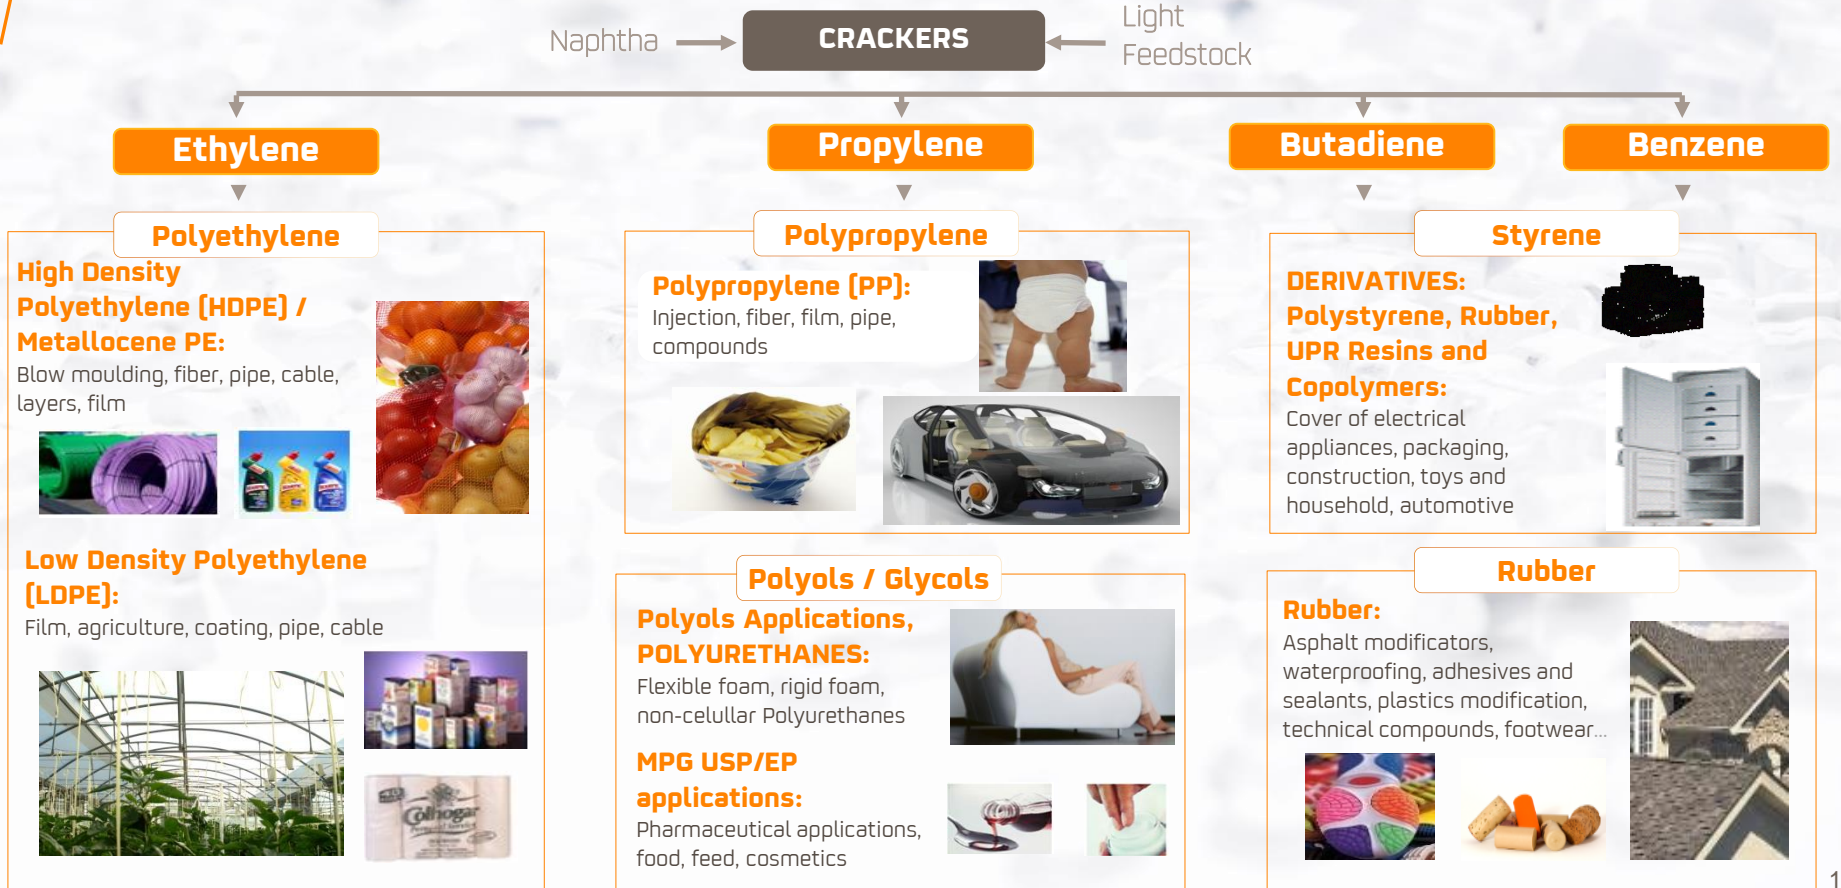 Naphtha
CRACKERS
Light
Feedstock
Ethylene
Propylene
Butadiene
Benzene
Polyethylene
High Density
Polyethylene (HDPE) /
Metallocene PE:
Blow moulding, fiber, pipe, cable,
layers, film
Low Density Polyethylene
(LDPE):
Film, agriculture, coating, pipe, cable
Colhogar
Polypropylene
Polypropylene (PP):
Injection, fiber, film, pipe,
compounds
Polyols / Glycols
Polyols Applications,
POLYURETHANES:
Flexible foam, rigid foam,
non-celullar Polyurethanes
MPG USP/EP
applications:
Pharmaceutical applications,
food, feed, cosmetics
Styrene
DERIVATIVES:
Polystyrene, Rubber,
UPR Resins and
Copolymers:
Cover of electrical
appliances, packaging,
construction, toys and
household, automotive
Rubber
Rubber:
Asphalt modificators,
waterproofing, adhesives and
sealants, plastics modification,
technical compounds, footwear...
1